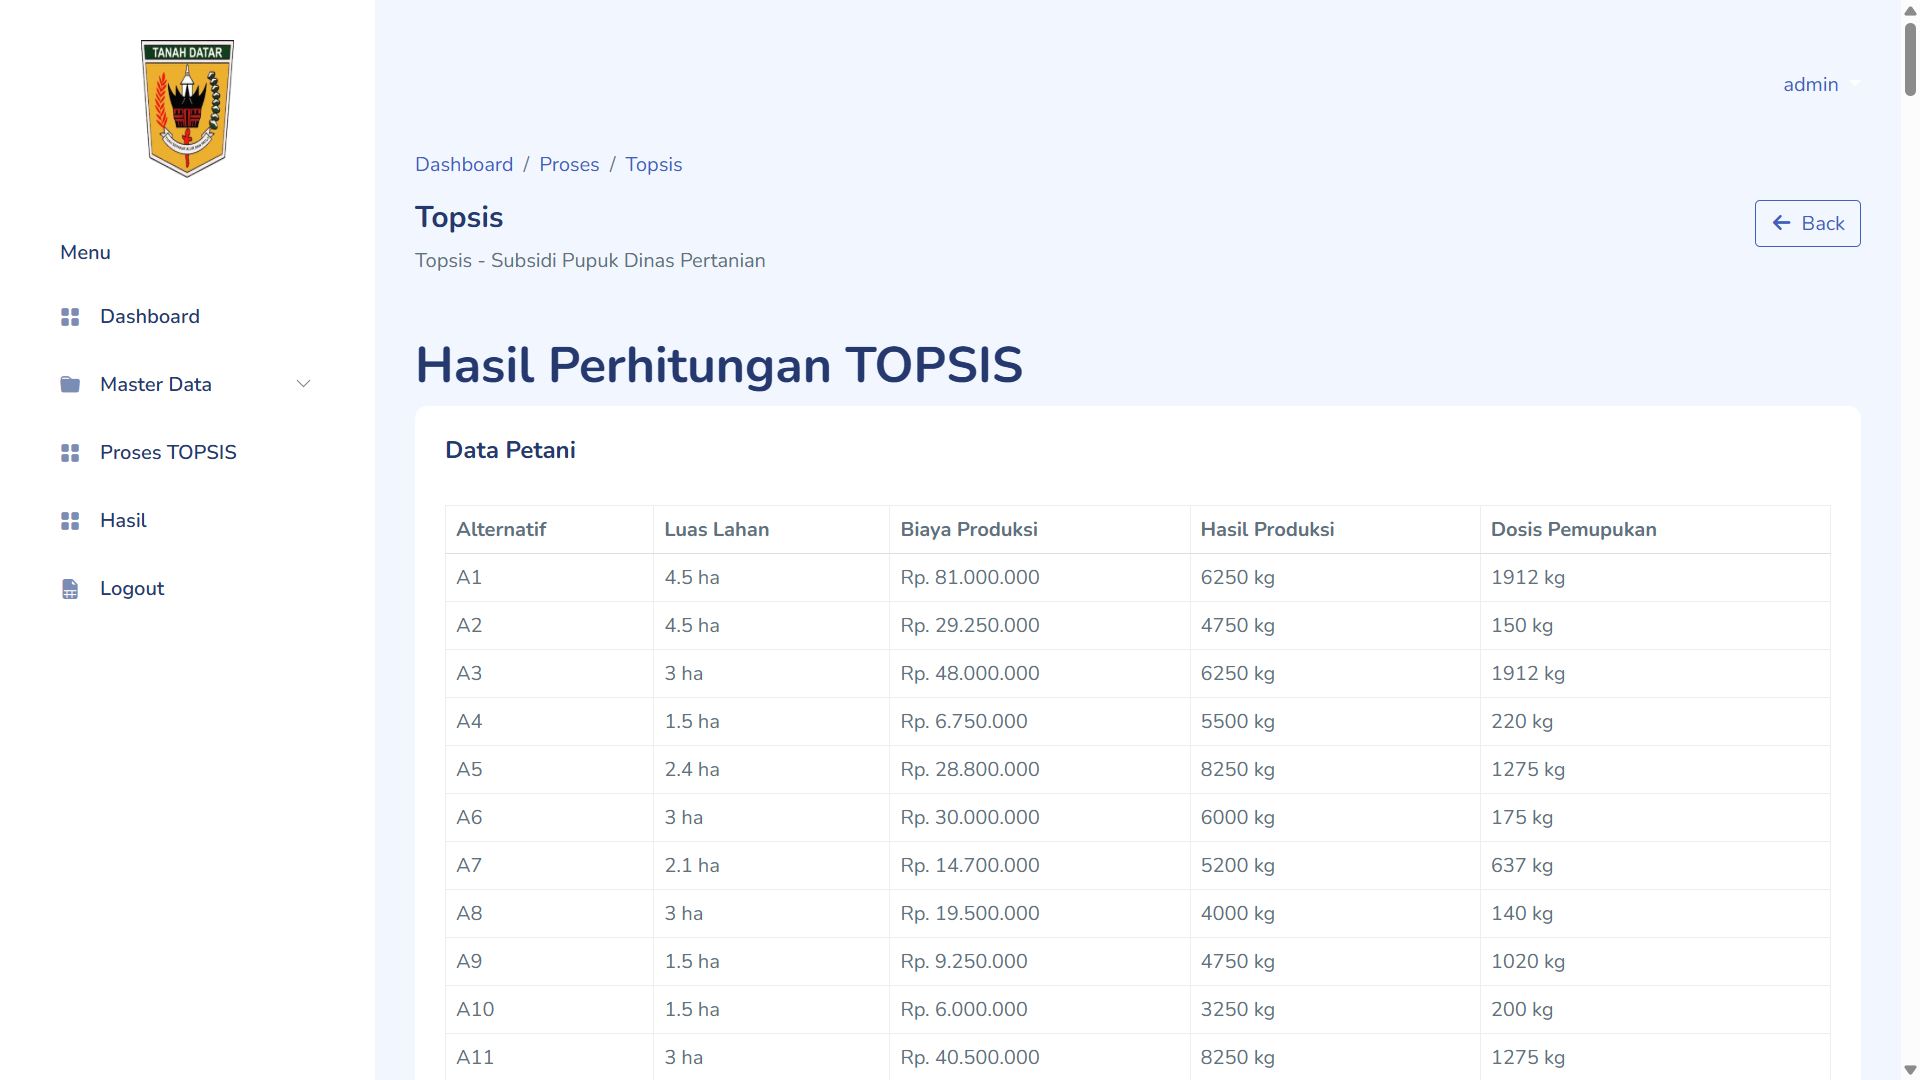 TANAH DATAR
Menu
Dashboard
Master Data
Proses TOPSIS
Hasil
Logout
admin
Dashboard / Proses / Topsis
Topsis
Back
Topsis - Subsidi Pupuk Dinas Pertanian
Hasil Perhitungan TOPSIS
Data Petani
Alternatif Luas Lahan Biaya Produksi Hasil Produksi Dosis Pemupukan
A1 4.5 ha Rp. 81.000.000 6250 kg 1912 kg
A2 4.5 ha Rp. 29.250.000 4750 kg 150 kg
A3 3 ha Rp. 48.000.000 6250 kg 1912 kg
A4 1.5 ha Rp. 6.750.000 5500 kg 220 kg
A5 2.4 ha Rp. 28.800.000 8250 kg 1275 kg
A6 3 ha Rp. 30.000.000 6000 kg 175 kg
A7 2.1 ha Rp. 14.700.000 5200 kg 637 kg
A8 3 ha Rp. 19.500.000 4000 kg 140 kg
A9 1.5 ha Rp. 9.250.000 4750 kg 1020 kg
A10 1.5 ha Rp. 6.000.000 3250 kg 200 kg
A11 3 ha Rp. 40.500.000 8250 kg 1275 kg